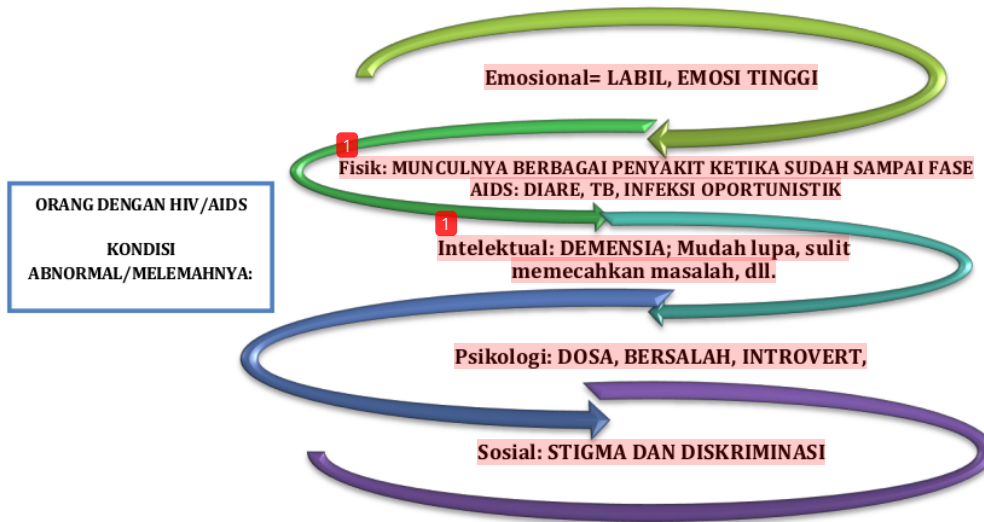 Emosional= LABIL, EMOSI TINGGI
1
Fisik: MUNCULNYA BERBAGAI PENYAKIT KETIKA SUDAH SAMPAI FASE
AIDS: DIARE, TB, INFEKSI OPORTUNISTIK
ORANG DENGAN HIV/AIDS
KONDISI
ABNORMAL/MELEMAHNYA:
1
Intelektual: DEMENSIA; Mudah lupa, sulit
memecahkan masalah, dll.
Psikologi: DOSA, BERSALAH, INTROVERT,
Sosial: STIGMA DAN DISKRIMINASI